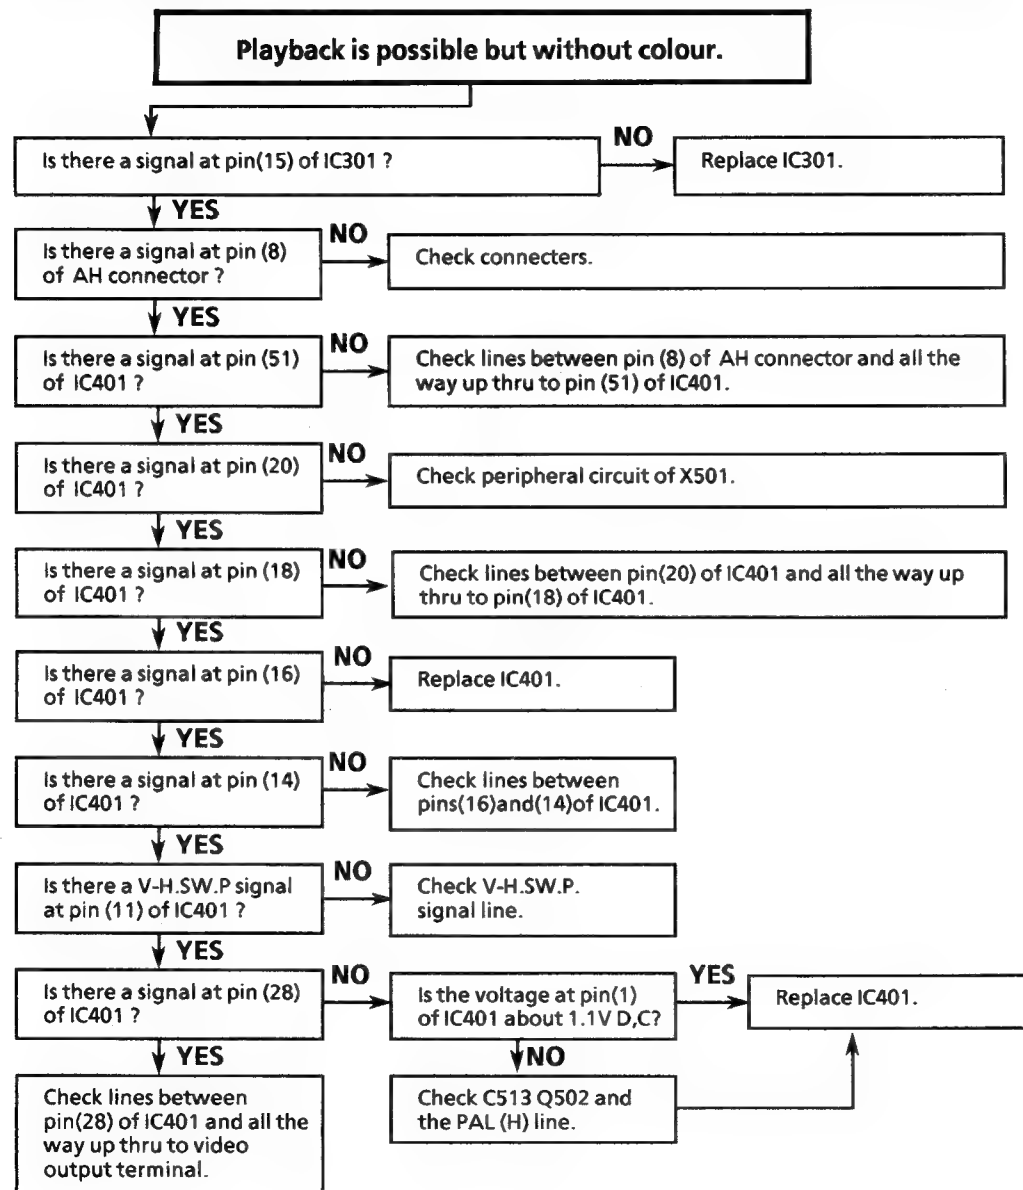 Playback is possible but without colour.
Is there a signal at pin(15) of IC301 ?
NO
Replace IC301.
YES
Is there a signal at pin (8)
of AH connector ?
NO
Check connecters.
YES
Is there a signal at pin (51)
of IC401 ?
NO
Check lines between pin (8) of AH connector and all the
way up thru to pin (51) of IC401.
YES
Is there a signal at pin (20)
of IC401 ?
NO
Check peripheral circuit of X501.
YES
Is there a signal at pin (18)
of IC401 ?
NO
Check lines between pin(20) of IC401 and all the way up
thru to pin(18) of IC401.
YES
Is there a signal at pin (16)
of IC401 ?
NO
Replace IC401.
YES
Is there a signal at pin (14)
of IC401 ?
NO
Check lines between
pins(16)and(14)of IC401.
YES
Is there a V-H.SW.P signal
at pin (11) of IC401 ?
NO
Check V-H.SW.P.
signal line.
YES
Is there a signal at pin (28)
of IC401 ?
NO
Is the voltage at pin(1)
of IC401 about 1.1V D,C?
YES
Replace IC401.
YES
Check lines between
pin(28) of IC401 and all the
way up thru to video
output terminal.
NO
Check C513 Q502 and
the PAL (H) line.